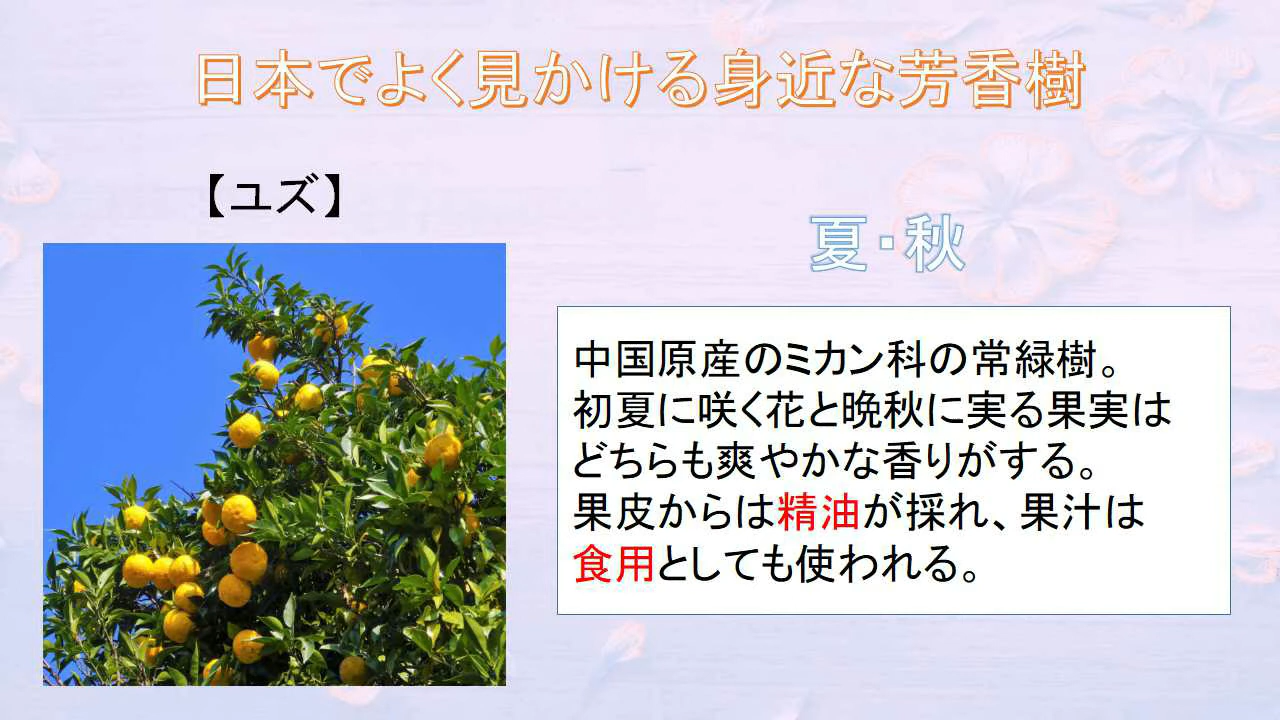 日本でよく見かける身近な芳香樹
【ユズ】
夏・秋
中国原産のミカン科の常緑樹。
初夏に咲く花と晩秋に実る果実は
どちらも爽やかな香りがする。
果皮からは精油が採れ、果汁は
食用としても使われる。